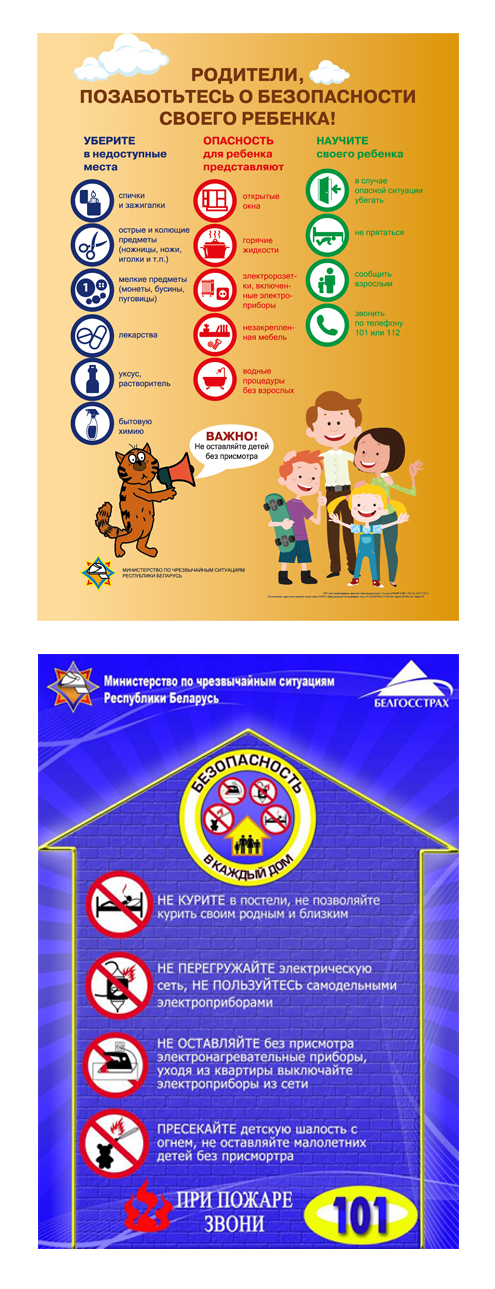 РОДИТЕЛИ,
ПОЗАБОТЬТЕСЬ О БЕЗОПАСНОСТИ
СВОЕГО РЕБЕНКА!
УБЕРИТЕ
в недоступные
места
спички
и зажигалки
острые и колющие
предметы
(ножницы, ножи,
иголки и т.п.)
мелкие предметы
(монеты, бусины,
пуговицы)
лекарства
уксус,
растворитель
бытовую
химию
ОПАСНОСТЬ
для ребенка
представляют
открытые
окна
горячие
жидкости
электророзет-
ки, включен-
ные электро-
приборы
незакреплен-
ная мебель
водные
процедуры
без взрослых
НАУЧИТЕ
своего ребенка
в случае
опасной ситуации
убегать
не прятаться
сообщить
взрослым
звонить
по телефону
101 или 112
ВАЖНО!
Не оставляйте детей
без присмотра
МИНИСТЕРСТВО ПО ЧРЕЗВЫЧАЙНЫМ СИТУАЦИЯМ
РЕСПУБЛИКИ БЕЛАРУСЬ
Министерство по чрезвычайным ситуациям
Республики Беларусь
БЕЛГОССТРАХ
БЕЗОПАСНОСТЬ
В КАЖДЫЙ ДОМ
НЕ КУРИТЕ в постели, не позволяйте
курить своим родным и близким
НЕ ПЕРЕГРУЖАЙТЕ электрическую
сеть, НЕ ПОЛЬЗУЙТЕСЬ самодельными
электроприборами
НЕ ОСТАВЛЯЙТЕ без присмотра
электронагревательные приборы,
уходя из квартиры выключайте
электроприборы из сети
ПРЕСЕКАЙТЕ детскую шалость с
огнем, не оставляйте малолетних
детей без присмортра
ПРИ ПОЖАРЕ
ЗВОНИ
101